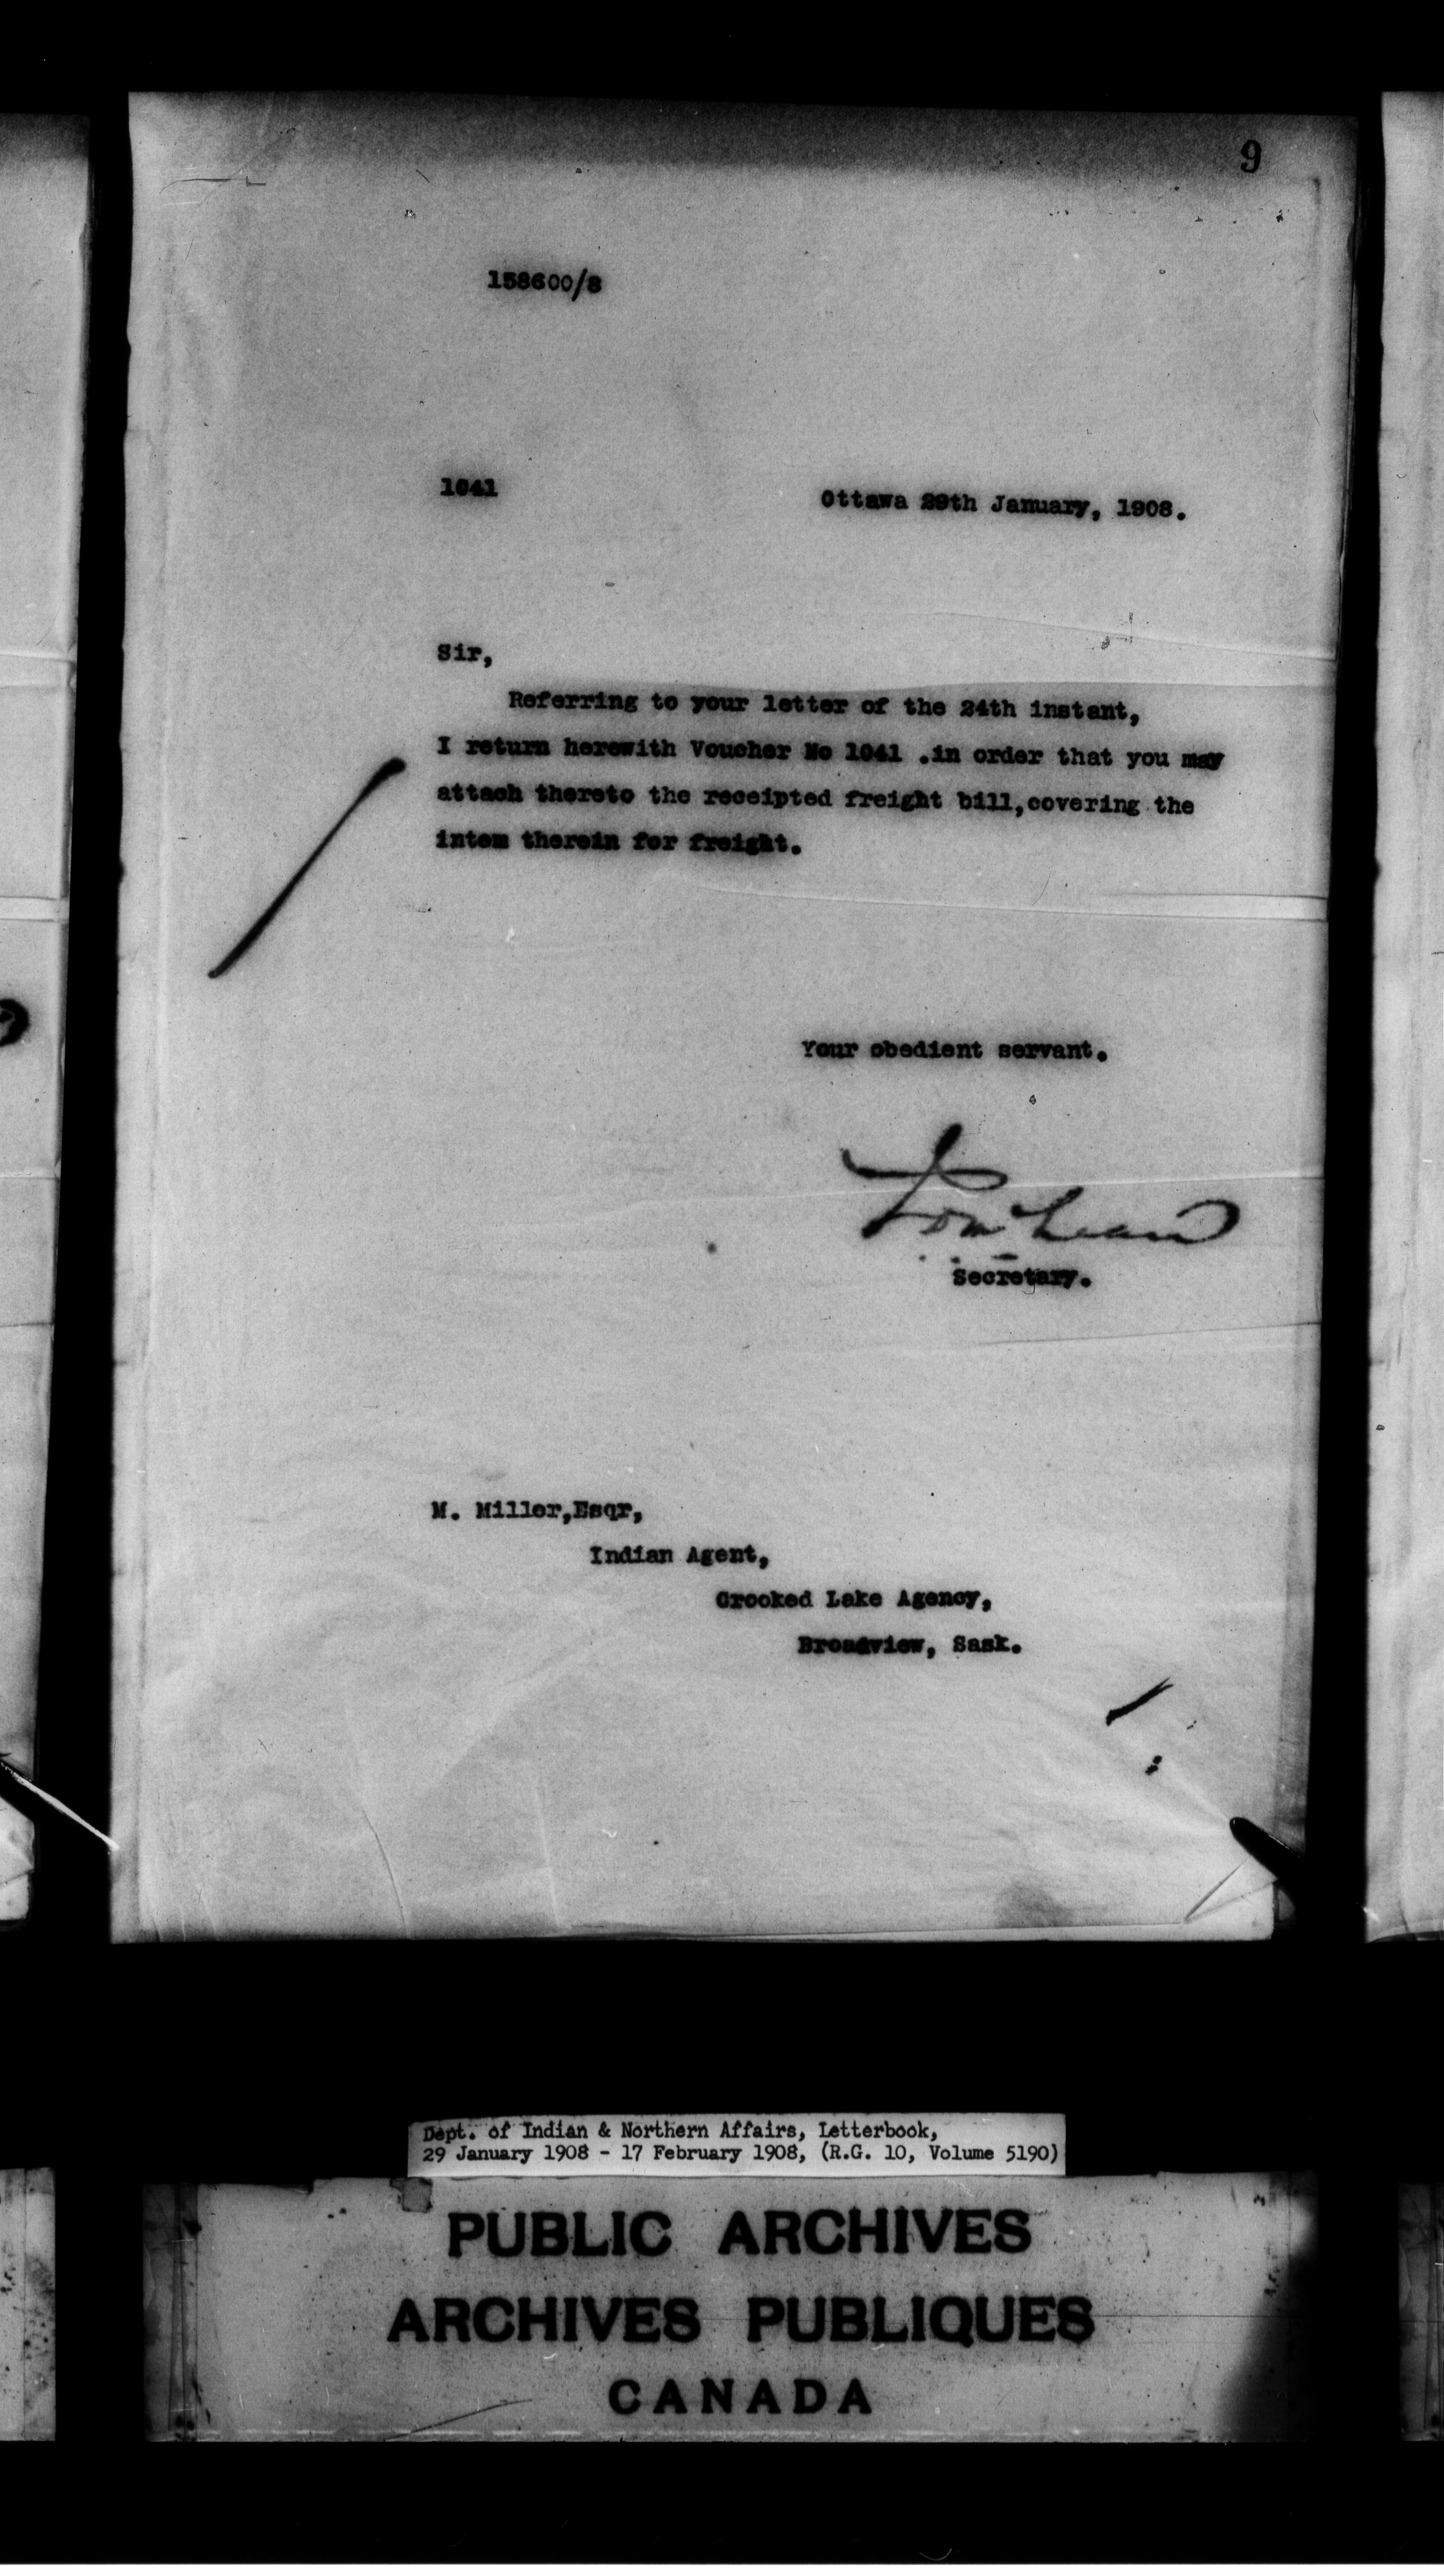 9
158600/8
1041
Ottawa 29th January, 1908.
Sir,
Referring to your letter of the 24th instant,
I return herewith Voucher No 1041 .in order that you may
attach thereto the receipted freight bill,covering the
intem therein for freight.
Your obedient servant.
Secretary.
M. Miller,Esqr,
Indian Agent,
Crooked Lake Agency,
Broadview, Sask.
Dept. of Indian & Northern Affairs, Letterbook,
29 January 1908 - 17 February 1908, (R.G. 10, Volume 5190)
PUBLIC ARCHIVES
ARCHIVES PUBLIQUES
CANADA